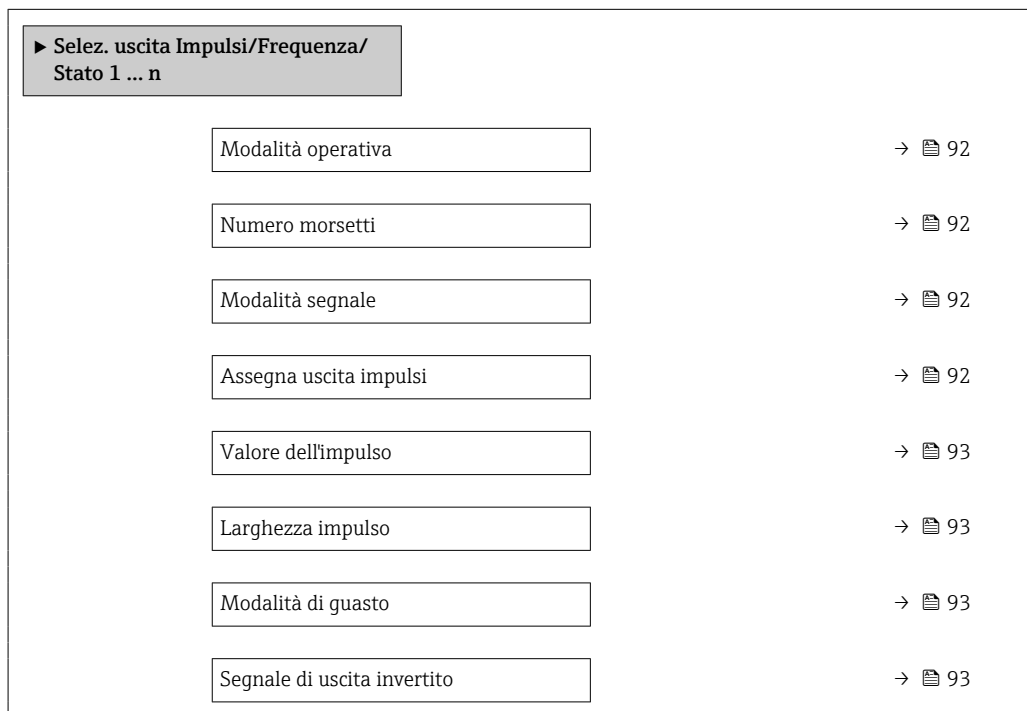 ▶ Selez. uscita Impulsi/Frequenza/
Stato 1 ... n
Modalità operativa → 92
Numero morsetti → 92
Modalità segnale → 92
Assegna uscita impulsi → 92
Valore dell'impulso → 93
Larghezza impulso → 93
Modalità di guasto → 93
Segnale di uscita invertito → 93